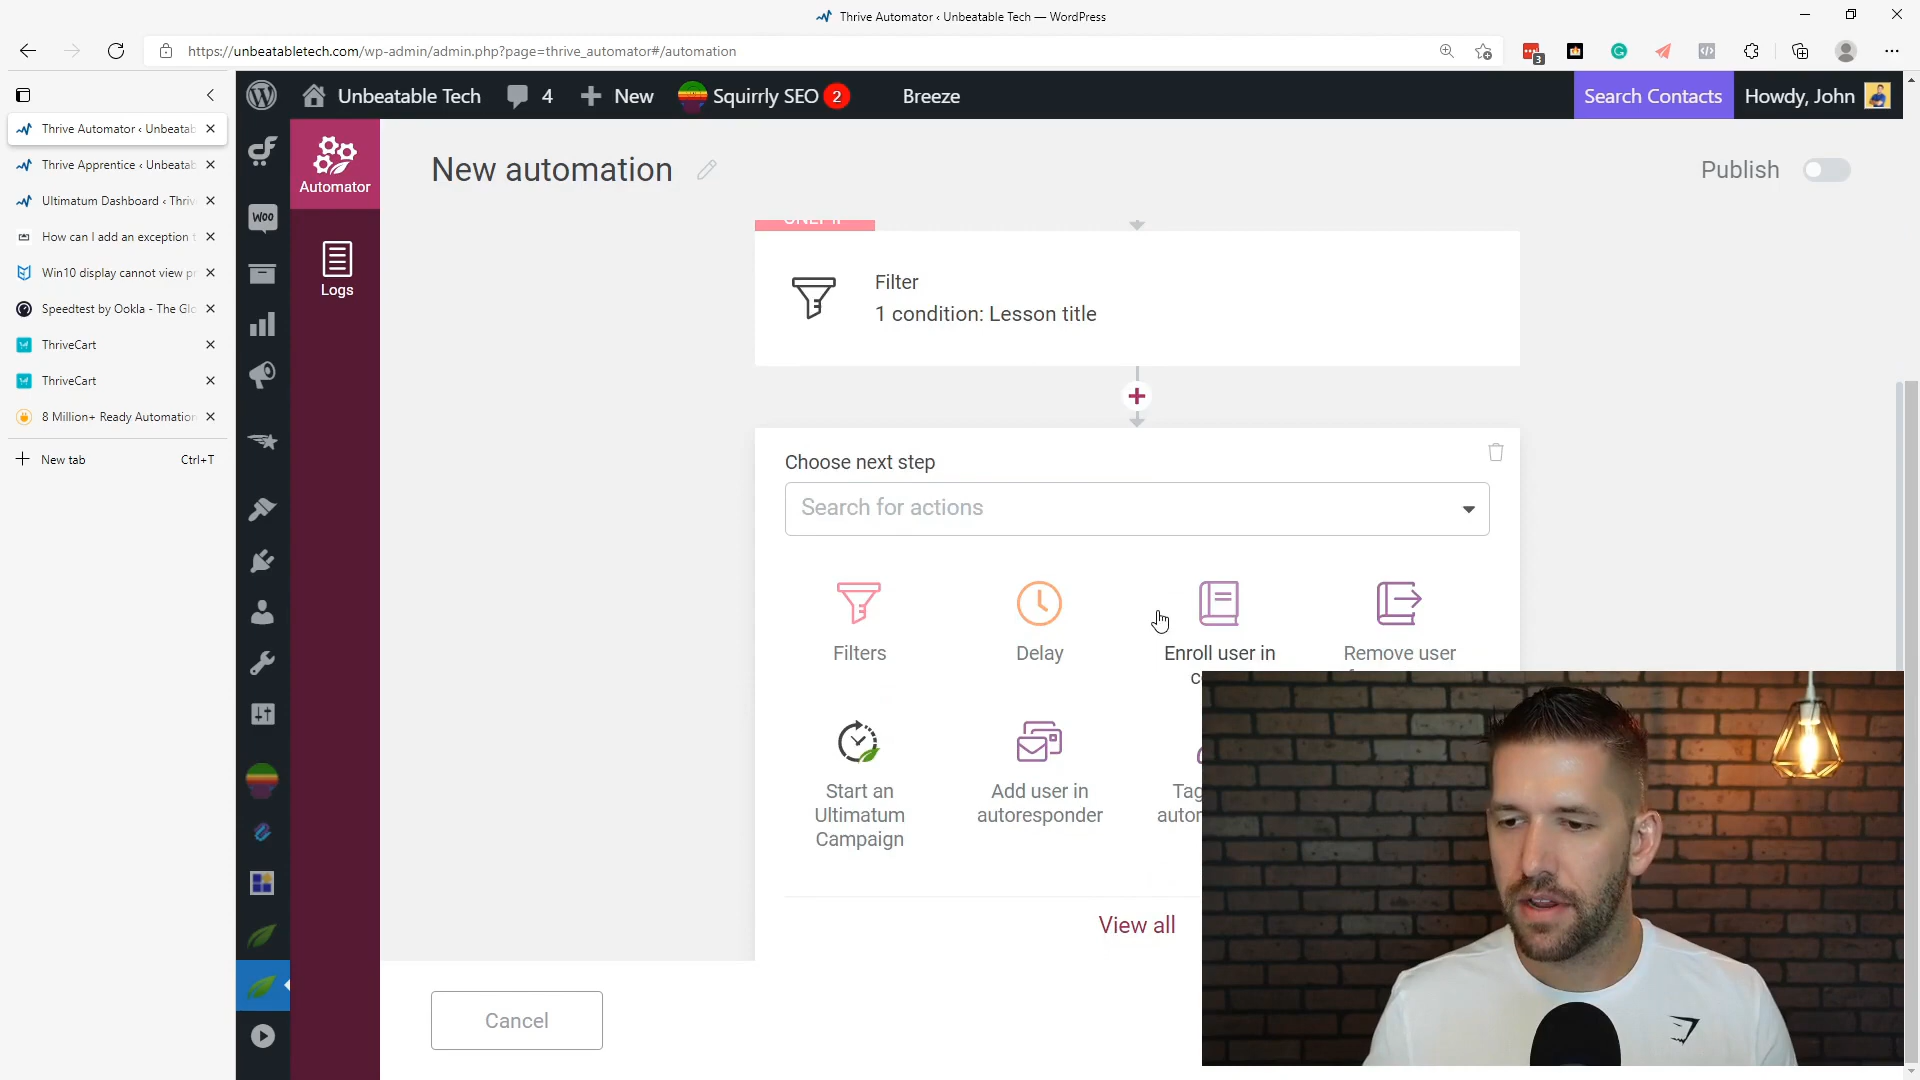 Thrive Automator ‹ Unbeatable Tech — WordPress
https://unbeatabletech.com/wp-admin/admin.php?page=thrive_automator#/automation
3
Unbeatable Tech
4
New
Squirrly SEO
2
Breeze
Search Contacts
Howdy, John
Thrive Automator ‹ Unbeatab
Thrive Apprentice ‹ Unbeatab
Ultimatum Dashboard ‹ Thriv
How can I add an exception t
Win10 display cannot view pr
Speedtest by Ookla - The Glo
ThriveCart
ThriveCart
8 Million+ Ready Automation
New tab
Ctrl+T
Woo
Automator
Logs
New automation
Publish
Filter
1 condition: Lesson title
Choose next step
Search for actions
Filters
Delay
Enroll user in
Remove user
Start an
Ultimatum
Campaign
Add user in
autoresponder
Tag
autor
View all
Cancel